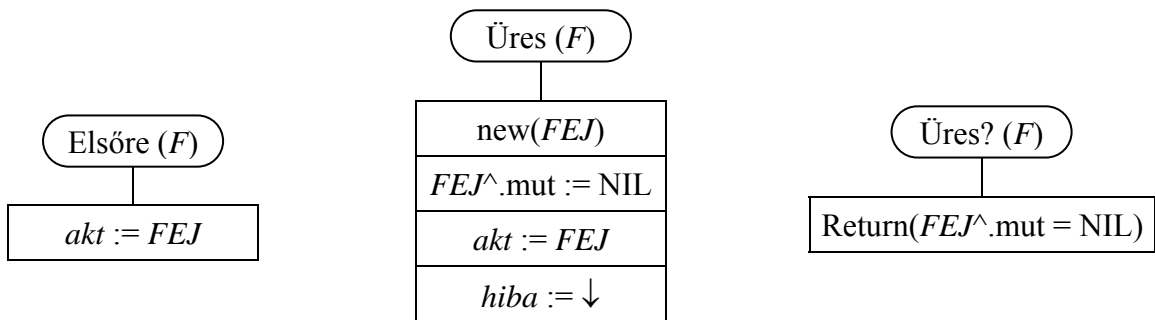 Elsőre (F)
akt := FEJ
Üres (F)
new(FEJ)
FEJ^.mut := NIL
akt := FEJ
hiba := ↓
Üres? (F)
Return(FEJ^.mut = NIL)